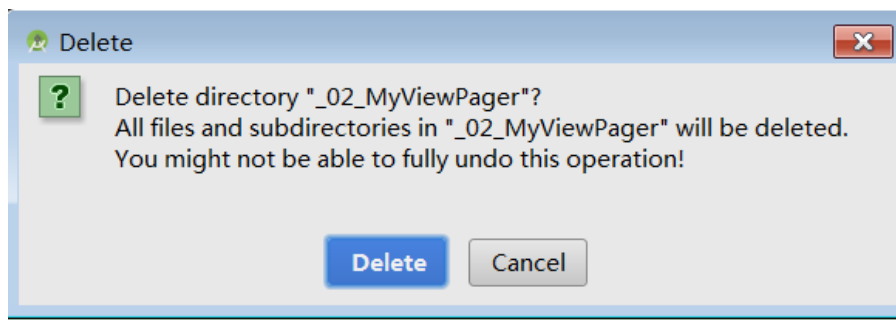 Delete
Delete directory "_02_MyViewPager"?
All files and subdirectories in "_02_MyViewPager" will be deleted.
You might not be able to fully undo this operation!
Delete
Cancel